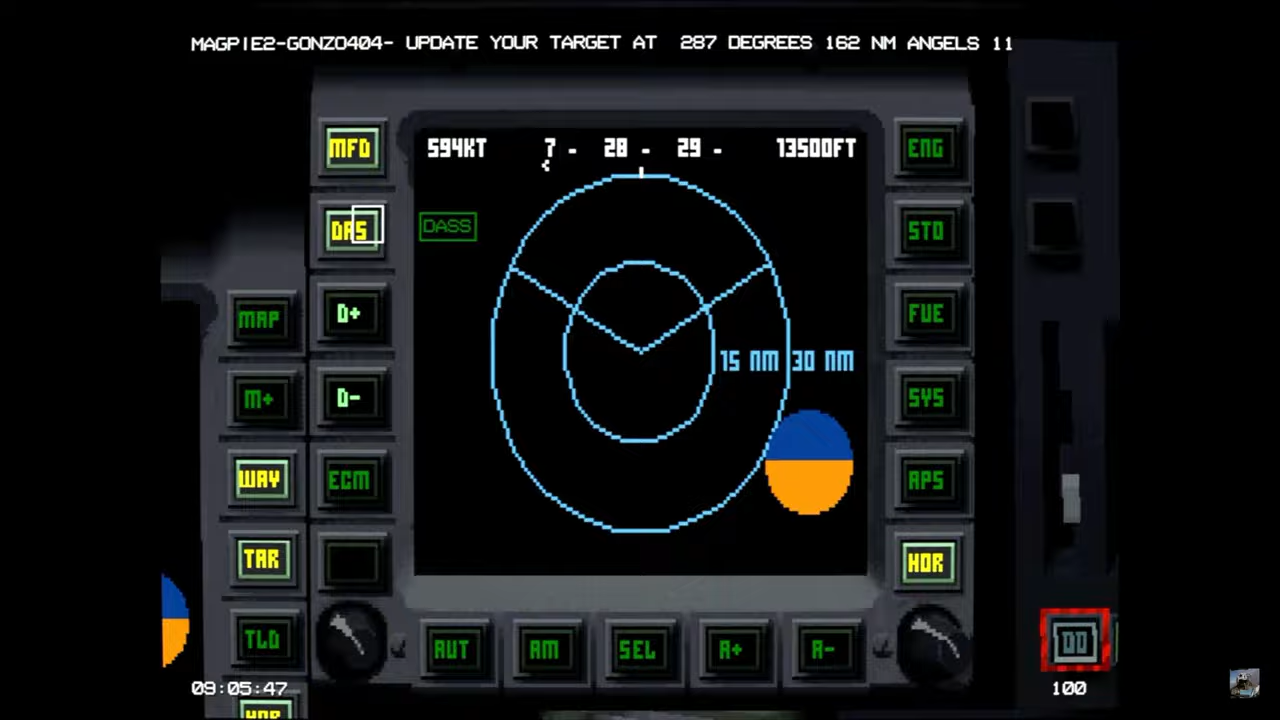 MAGPIE2-GONZO404- UPDATE YOUR TARGET AT 287 DEGREES 162 NM ANGELS 11
MFD 594KT 7 - 28 - 29 - 13500FT ENG
DAS DASS STO
MAP D+ 15 NM 30 NM FUE
M+ D- SYS
WAY ECM APS
TAR HOR
TLD AUT AM SEL A+ A- DD
09:05:47 100
HOR